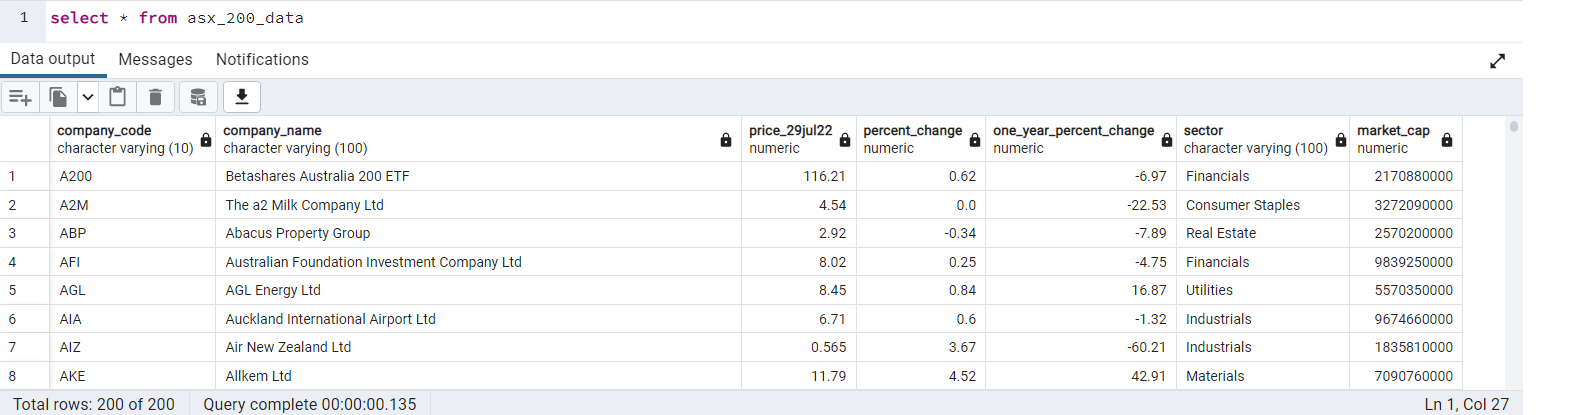 1 select * from asx_200_data
Data output Messages Notifications
company_code company_name price_29jul22 percent_change one_year_percent_change sector market_cap
character varying (10) character varying (100) numeric numeric numeric character varying (100) numeric
1 A200 Betashares Australia 200 ETF 116.21 0.62 -6.97 Financials 2170880000
2 A2M The a2 Milk Company Ltd 4.54 0.0 -22.53 Consumer Staples 3272090000
3 ABP Abacus Property Group 2.92 -0.34 -7.89 Real Estate 2570200000
4 AFI Australian Foundation Investment Company Ltd 8.02 0.25 -4.75 Financials 9839250000
5 AGL AGL Energy Ltd 8.45 0.84 16.87 Utilities 5570350000
6 AIA Auckland International Airport Ltd 6.71 0.6 -1.32 Industrials 9674660000
7 AIZ Air New Zealand Ltd 0.565 3.67 -60.21 Industrials 1835810000
8 AKE Allkem Ltd 11.79 4.52 42.91 Materials 7090760000
Total rows: 200 of 200 Query complete 00:00:00.135 Ln 1, Col 27